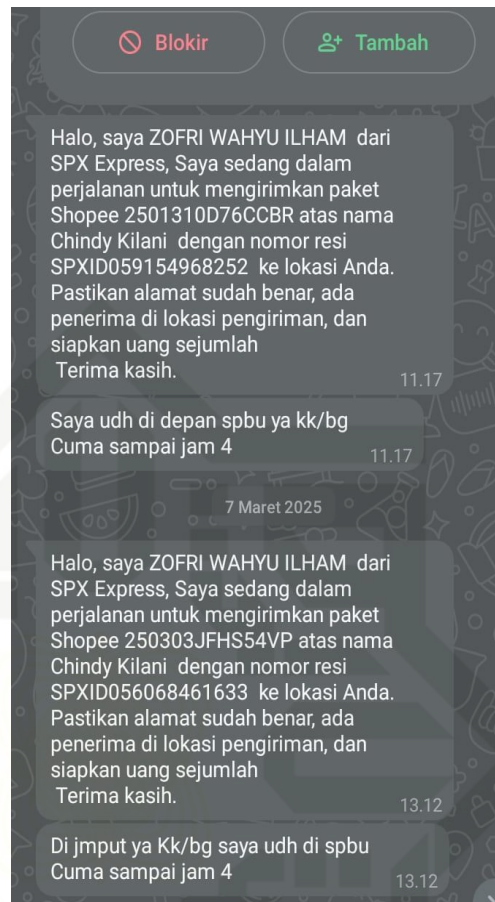 Blokir
Tambah
Halo, saya ZOFRI WAHYU ILHAM  dari
SPX Express, Saya sedang dalam
perjalanan untuk mengirimkan paket
Shopee 2501310D76CCBR atas nama
Chindy Kilani  dengan nomor resi
SPXID059154968252  ke lokasi Anda.
Pastikan alamat sudah benar, ada
penerima di lokasi pengiriman, dan
siapkan uang sejumlah
Terima kasih.
11.17
Saya udh di depan spbu ya kk/bg
Cuma sampai jam 4
11.17
7 Maret 2025
Halo, saya ZOFRI WAHYU ILHAM  dari
SPX Express, Saya sedang dalam
perjalanan untuk mengirimkan paket
Shopee 250303JFHS54VP atas nama
Chindy Kilani  dengan nomor resi
SPXID056068461633  ke lokasi Anda.
Pastikan alamat sudah benar, ada
penerima di lokasi pengiriman, dan
siapkan uang sejumlah
Terima kasih.
13.12
Di jmput ya Kk/bg saya udh di spbu
Cuma sampai jam 4
13.12